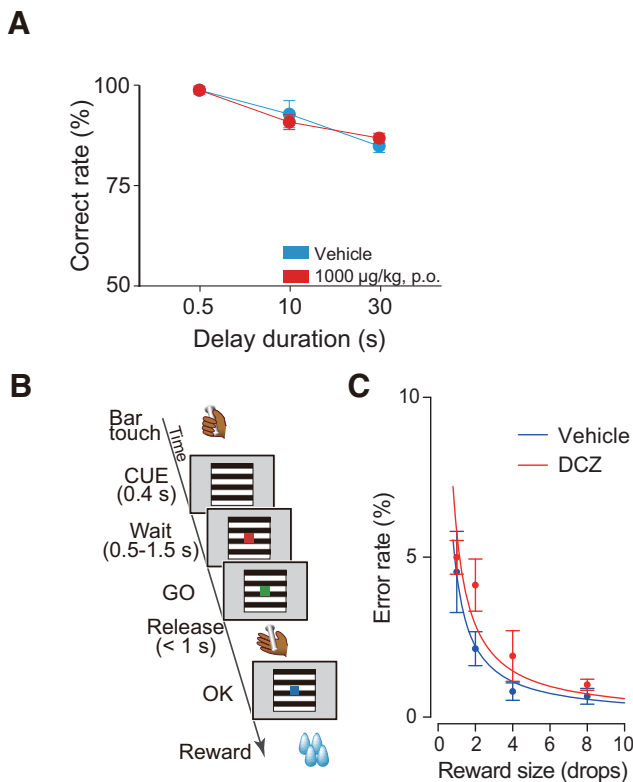 A
Correct rate (%)
100
75
50
Vehicle
1000 µg/kg, p.o.
0.5
10
30
Delay duration (s)
B
Bar
touch
Time
CUE
(0.4 s)
Wait
(0.5-1.5 s)
GO
Release
(< 1 s)
OK
Reward
C
Error rate (%)
10
5
0
Vehicle
DCZ
0
2
4
6
8
10
Reward size (drops)